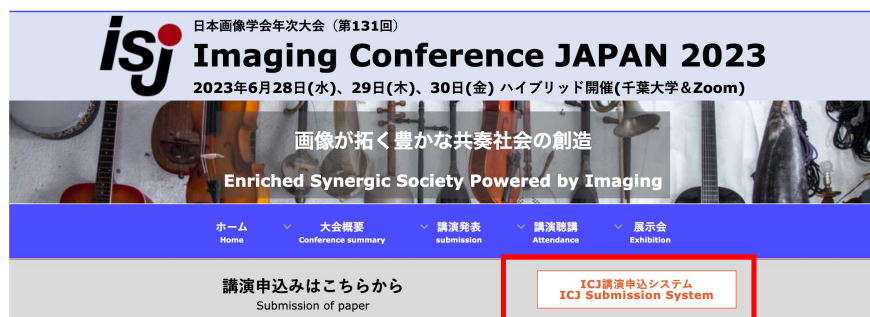 isj
日本画像学会年次大会（第131回）
Imaging Conference JAPAN 2023
2023年6月28日(水)、29日(木)、30日(金) ハイブリッド開催(千葉大学＆Zoom)
画像が拓く豊かな共奏社会の創造
Enriched Synergic Society Powered by Imaging
ホーム 大会概要 講演発表 講演聴講 展示会
Home Conference summary submission Attendance Exhibition
講演申込みはこちらから
Submission of paper
ICJ講演申込システム
ICJ Submission System